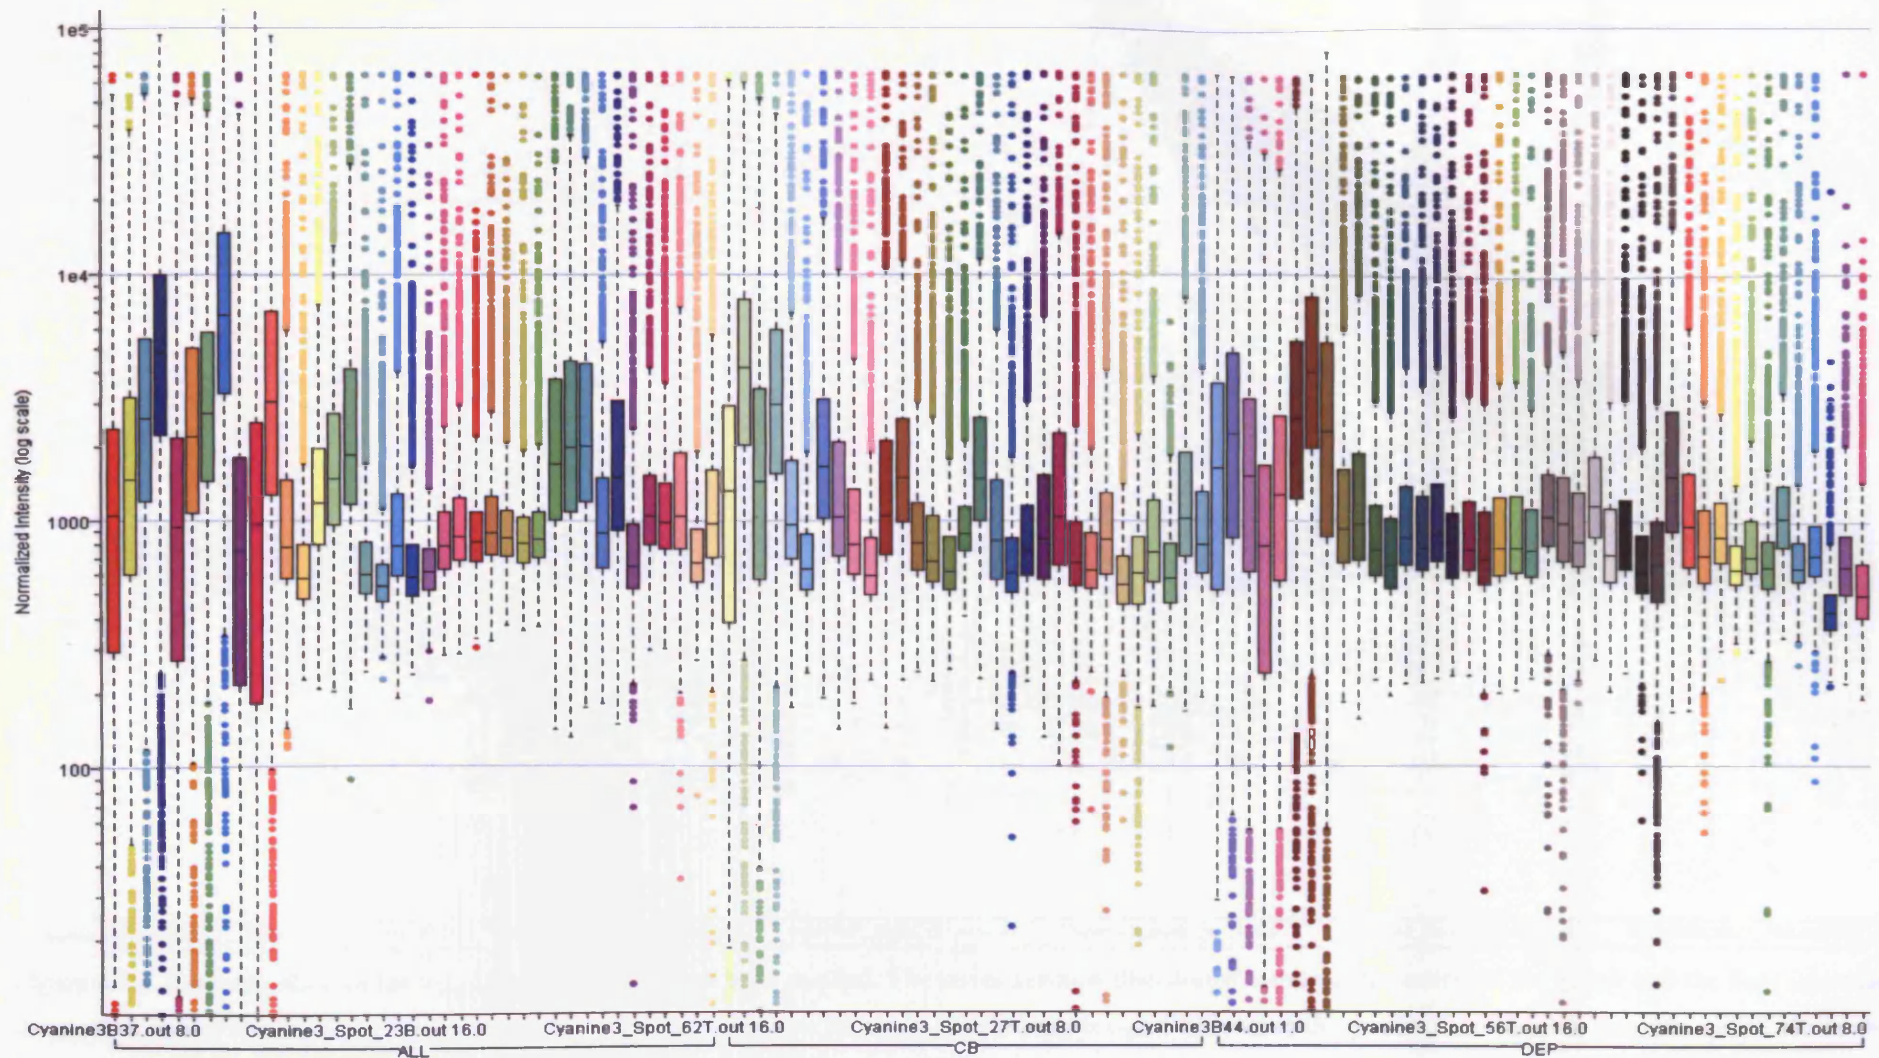 Normalized Intensity (log scale)
1e5
1e4
1000
100
Cyanine3B37.out 8.0 Cyanine3_Spot_23B.out 16.0 Cyanine3_Spot_62T.out 16.0 Cyanine3_Spot_27T.out 8.0 Cyanine3B44.out 1.0 Cyanine3_Spot_56T.out 16.0 Cyanine3_Spot_74T.out 8.0
ALL CB DEP